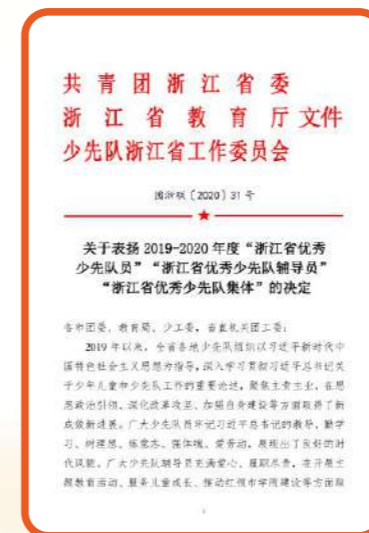 共青团浙江省委
浙江省教育厅文件
少先队浙江省工作委员会
团浙联〔2020〕31号
关于表扬2019-2020年度“浙江省优秀
少先队员”“浙江省优秀少先队辅导员”
“浙江省优秀少先队集体”的决定
各市团委、教育局、少工委，省直机关团工委：
2019年以来，全省各地少先队组织以习近平新时代中
国特色社会主义思想为指导，深入学习贯彻习近平总书记关
于少年儿童和少先队工作的重要论述，聚焦主责主业，在思
想政治引领、深化改革攻坚、加强自身建设等方面取得了新
成效新进展。广大少先队员牢记习近平总书记的教导，勤学
习、树理想、练意志、强体魄、爱劳动，展现出了良好的时
代风貌。广大少先队辅导员充满爱心、履职尽责，在开展主
题教育活动、服务儿童成长、推动红领巾学院建设等方面取